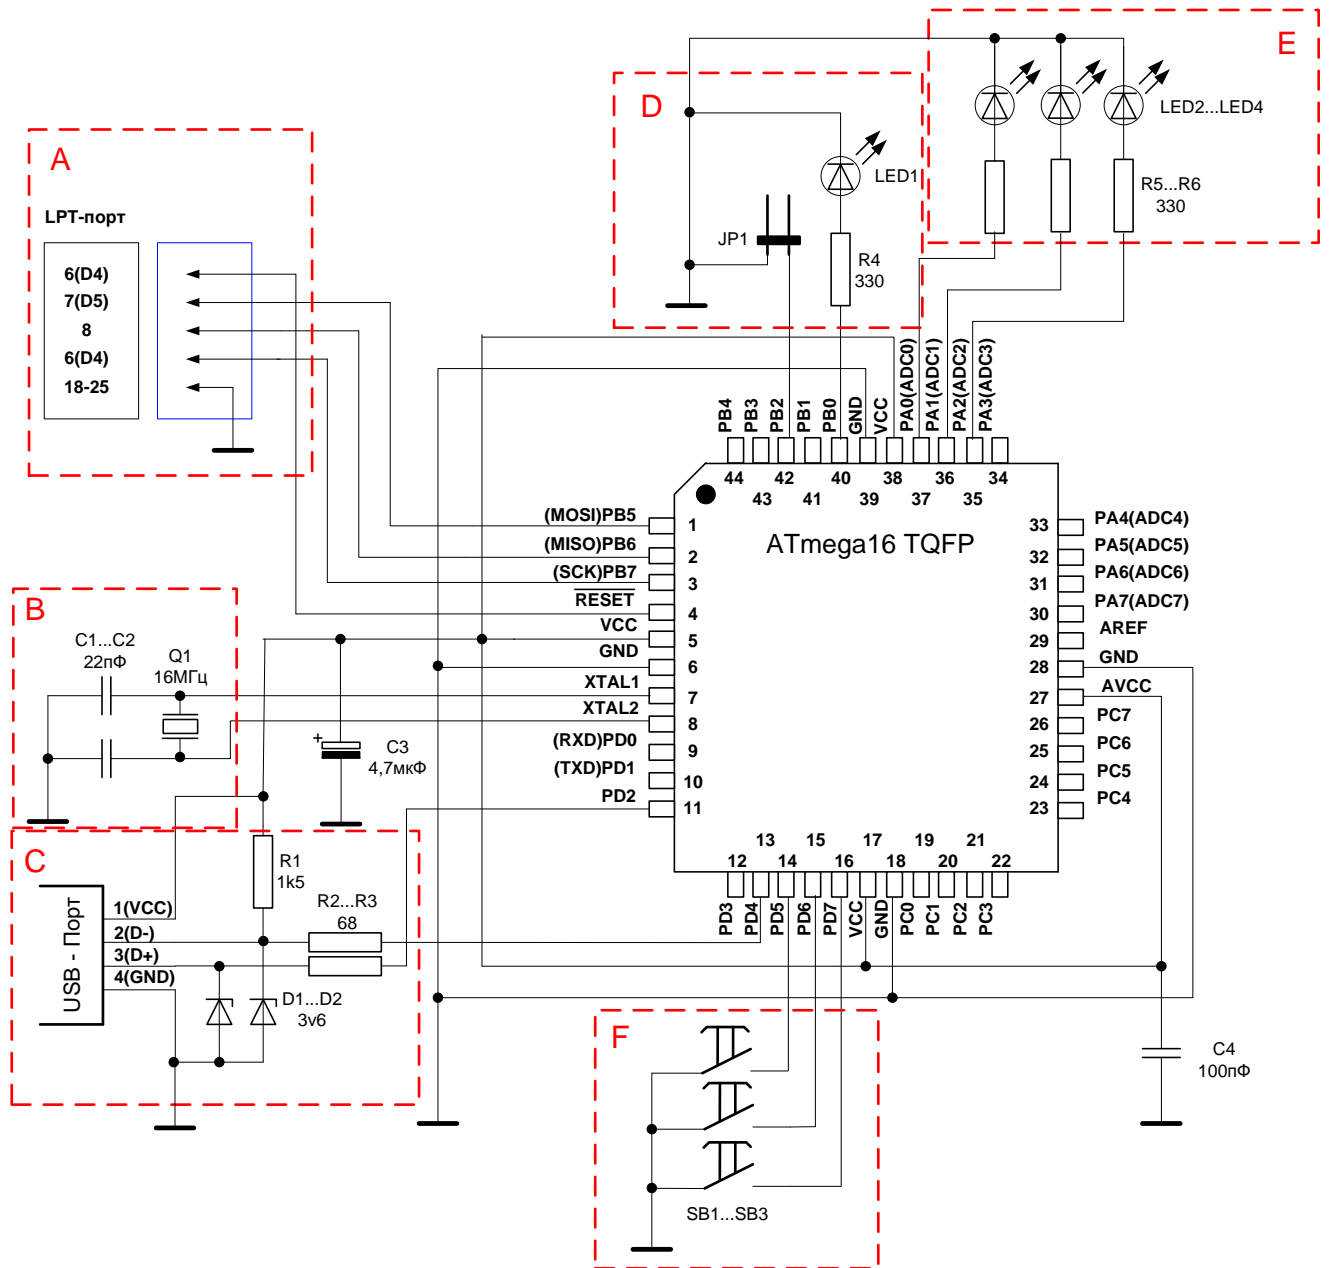 E
LED2...LED4
R5...R6
330
D
LED1
JP1
R4
330
A
LPT-порт
6(D4)
7(D5)
8
6(D4)
18-25
PB4
PB3
PB2
PB1
PB0
GND
VCC
PA0(ADC0)
PA1(ADC1)
PA2(ADC2)
PA3(ADC3)
44
43
42
41
40
39
38
37
36
35
34
ATmega16 TQFP
(MOSI)PB5
1
(MISO)PB6
2
(SCK)PB7
3
RESET
4
VCC
5
GND
6
XTAL1
7
XTAL2
8
(RXD)PD0
9
(TXD)PD1
10
PD2
11
33
PA4(ADC4)
32
PA5(ADC5)
31
PA6(ADC6)
30
PA7(ADC7)
29
AREF
28
GND
27
AVCC
26
PC7
25
PC6
24
PC5
23
PC4
B
C1...C2
22пФ
Q1
16МГц
+
C3
4,7мкФ
12
13
14
15
16
17
18
19
20
21
22
PD3
PD4
PD5
PD6
PD7
VCC
GND
PC0
PC1
PC2
PC3
C
USB - Порт
1(VCC)
2(D-)
3(D+)
4(GND)
R1
1k5
R2...R3
68
D1...D2
3v6
F
SB1...SB3
C4
100пФ